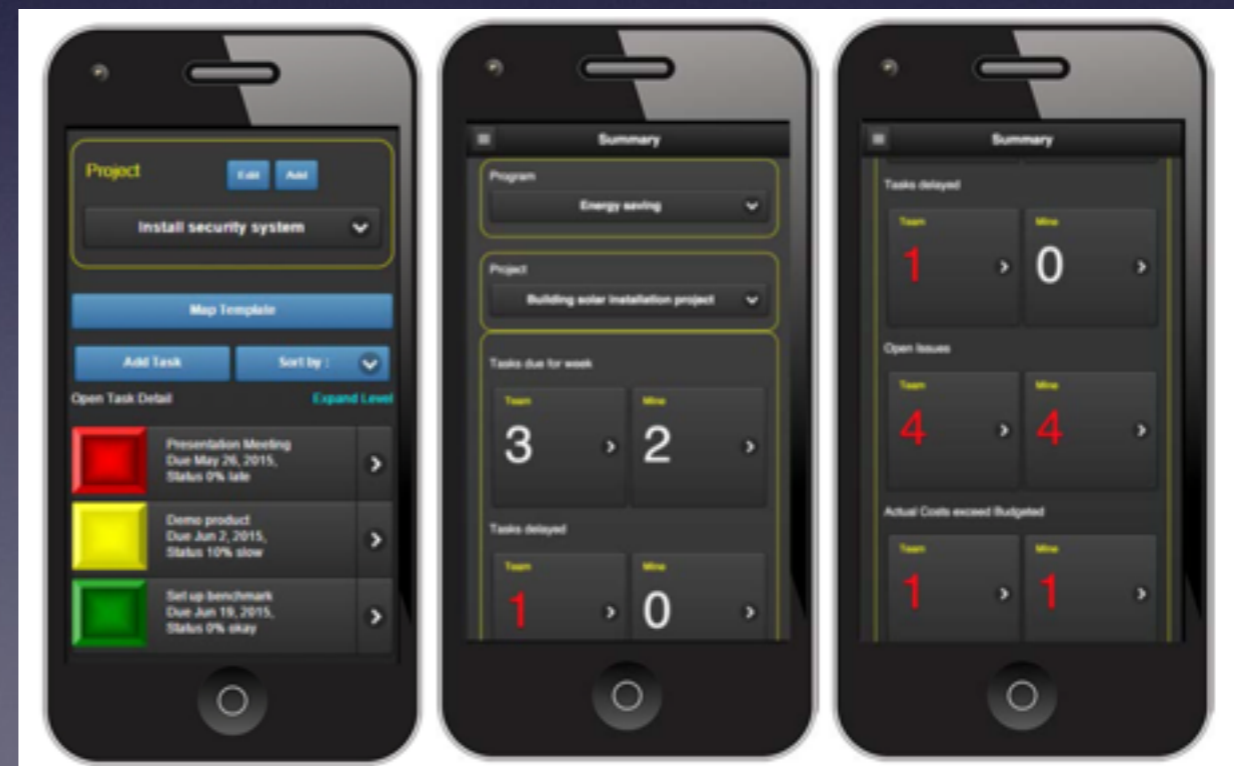 Project
Edit Add
Install security system
Map Template
Add Task
Sort by :
Open Task Detail
Expand Level
Presentation Meeting
Due May 26, 2015,
Status 0% late
Demo product
Due Jun 2, 2015,
Status 10% slow
Set up benchmark
Due Jun 19, 2015,
Status 0% okay
Summary
Program
Energy saving
Project
Building solar installation project
Tasks due for week
Team
3
Mine
2
Tasks delayed
Team
1
Mine
0
Summary
Tasks delayed
Team
1
Mine
0
Open Issues
Team
4
Mine
4
Actual Costs exceed Budgeted
Team
1
Mine
1